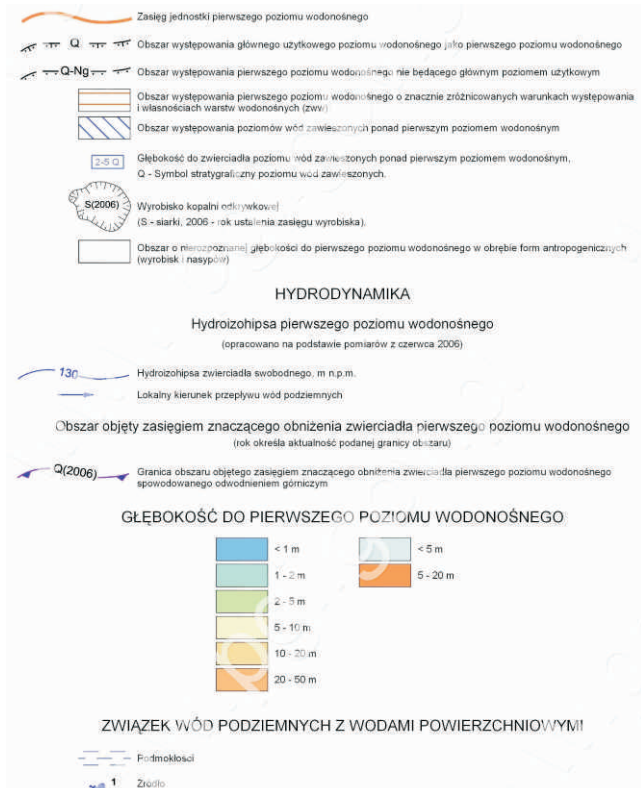 Zasięg jednostki pierwszego poziomu wodonośnego
Q
Obszar występowania głównego użytkowego poziomu wodonośnego jako pierwszego poziomu wodonośnego
Q-Ng
Obszar występowania pierwszego poziomu wodonośnego nie będącego głównym poziomem użytkowym
Obszar występowania pierwszego poziomu wodonośnego o znacznie zróżnicowanych warunkach występowania
i własnościach warstw wodonośnych (zww)
Obszar występowania poziomów wód zawieszonych ponad pierwszym poziomem wodonośnym
2-5 Q
Głębokość do zwierciadła poziomu wód zawieszonych ponad pierwszym poziomem wodonośnym,
Q - Symbol stratygraficzny poziomu wód zawieszonych.
S(2006)
Wyrobisko kopalni odkrywkowej
(S - siarki, 2006 - rok ustalenia zasięgu wyrobiska).
Obszar o nierozpoznanej głębokości do pierwszego poziomu wodonośnego w obrębie form antropogenicznych
(wyrobisk i nasypów)
HYDRODYNAMIKA
Hydroizohipsa pierwszego poziomu wodonośnego
(opracowano na podstawie pomiarów z czerwca 2006)
130
Hydroizohipsa zwierciadła swobodnego, m n.p.m.
Lokalny kierunek przepływu wód podziemnych
Obszar objęty zasięgiem znaczącego obniżenia zwierciadła pierwszego poziomu wodonośnego
(rok określa aktualność podanej granicy obszaru)
Q(2006)
Granica obszaru objętego zasięgiem znaczącego obniżenia zwierciadła pierwszego poziomu wodonośnego
spowodowanego odwodnieniem górniczym
GŁĘBOKOŚĆ DO PIERWSZEGO POZIOMU WODONOŚNEGO
< 1 m
< 5 m
1 - 2 m
5 - 20 m
2 - 5 m
5 - 10 m
10 - 20 m
20 - 50 m
ZWIĄZEK WÓD PODZIEMNYCH Z WODAMI POWIERZCHNIOWYMI
Podmokłości
1
Źródło